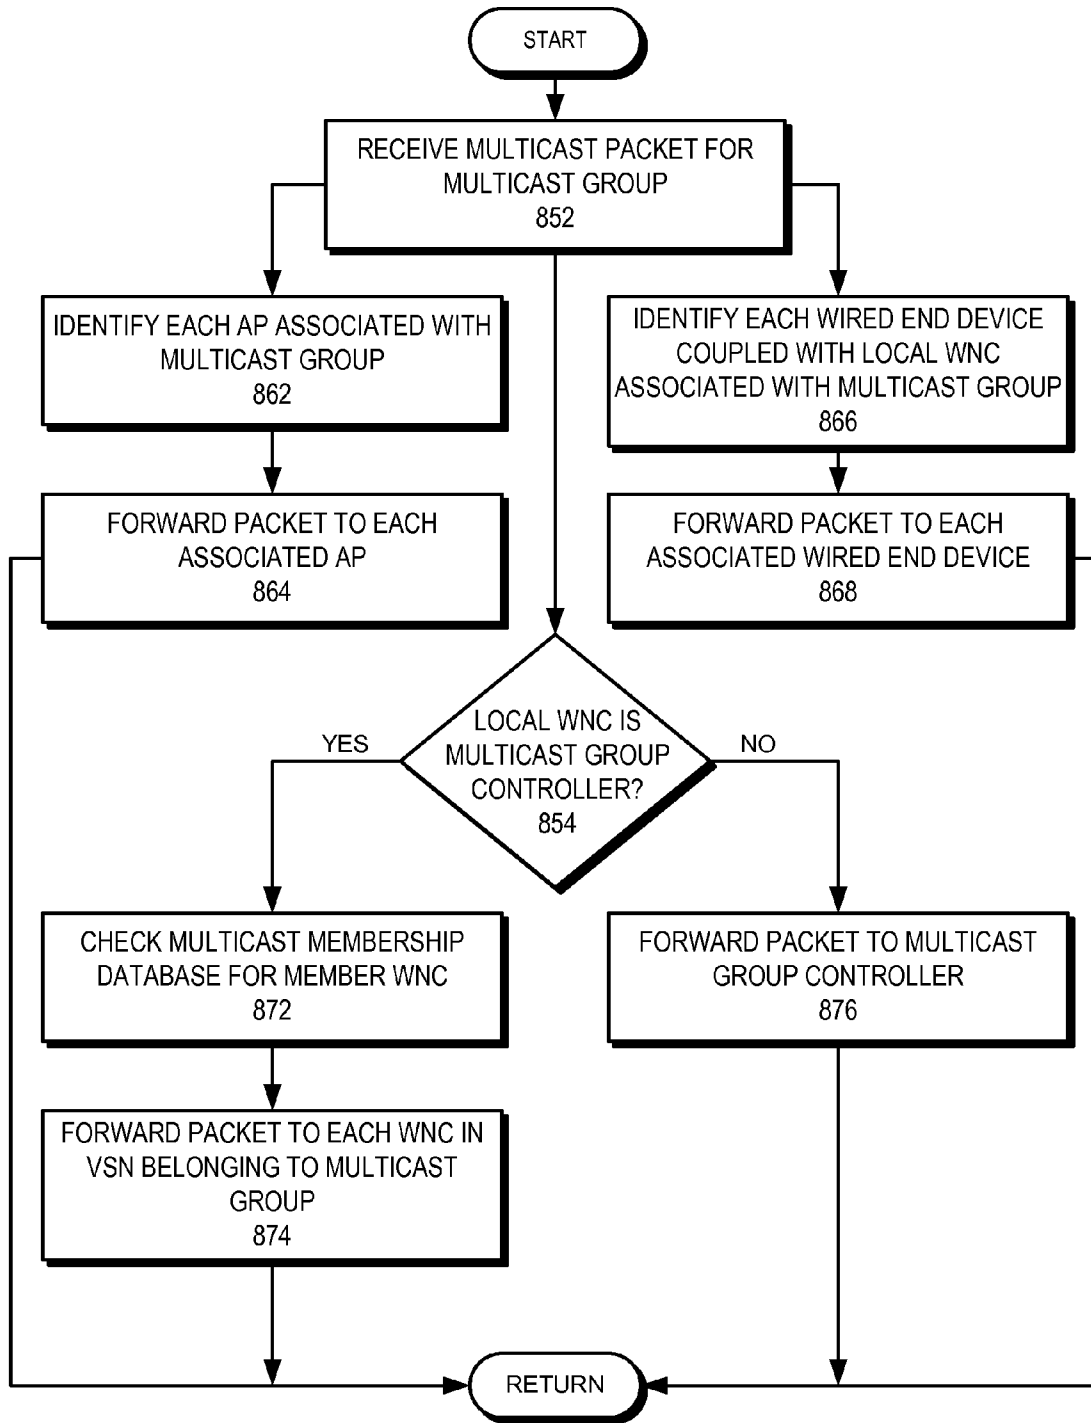 START
RECEIVE MULTICAST PACKET FOR
MULTICAST GROUP
852
IDENTIFY EACH AP ASSOCIATED WITH
MULTICAST GROUP
862
IDENTIFY EACH WIRED END DEVICE
COUPLED WITH LOCAL WNC
ASSOCIATED WITH MULTICAST GROUP
866
FORWARD PACKET TO EACH
ASSOCIATED AP
864
FORWARD PACKET TO EACH
ASSOCIATED WIRED END DEVICE
868
LOCAL WNC IS
MULTICAST GROUP
CONTROLLER?
854
YES
NO
CHECK MULTICAST MEMBERSHIP
DATABASE FOR MEMBER WNC
872
FORWARD PACKET TO MULTICAST
GROUP CONTROLLER
876
FORWARD PACKET TO EACH WNC IN
VSN BELONGING TO MULTICAST
GROUP
874
RETURN